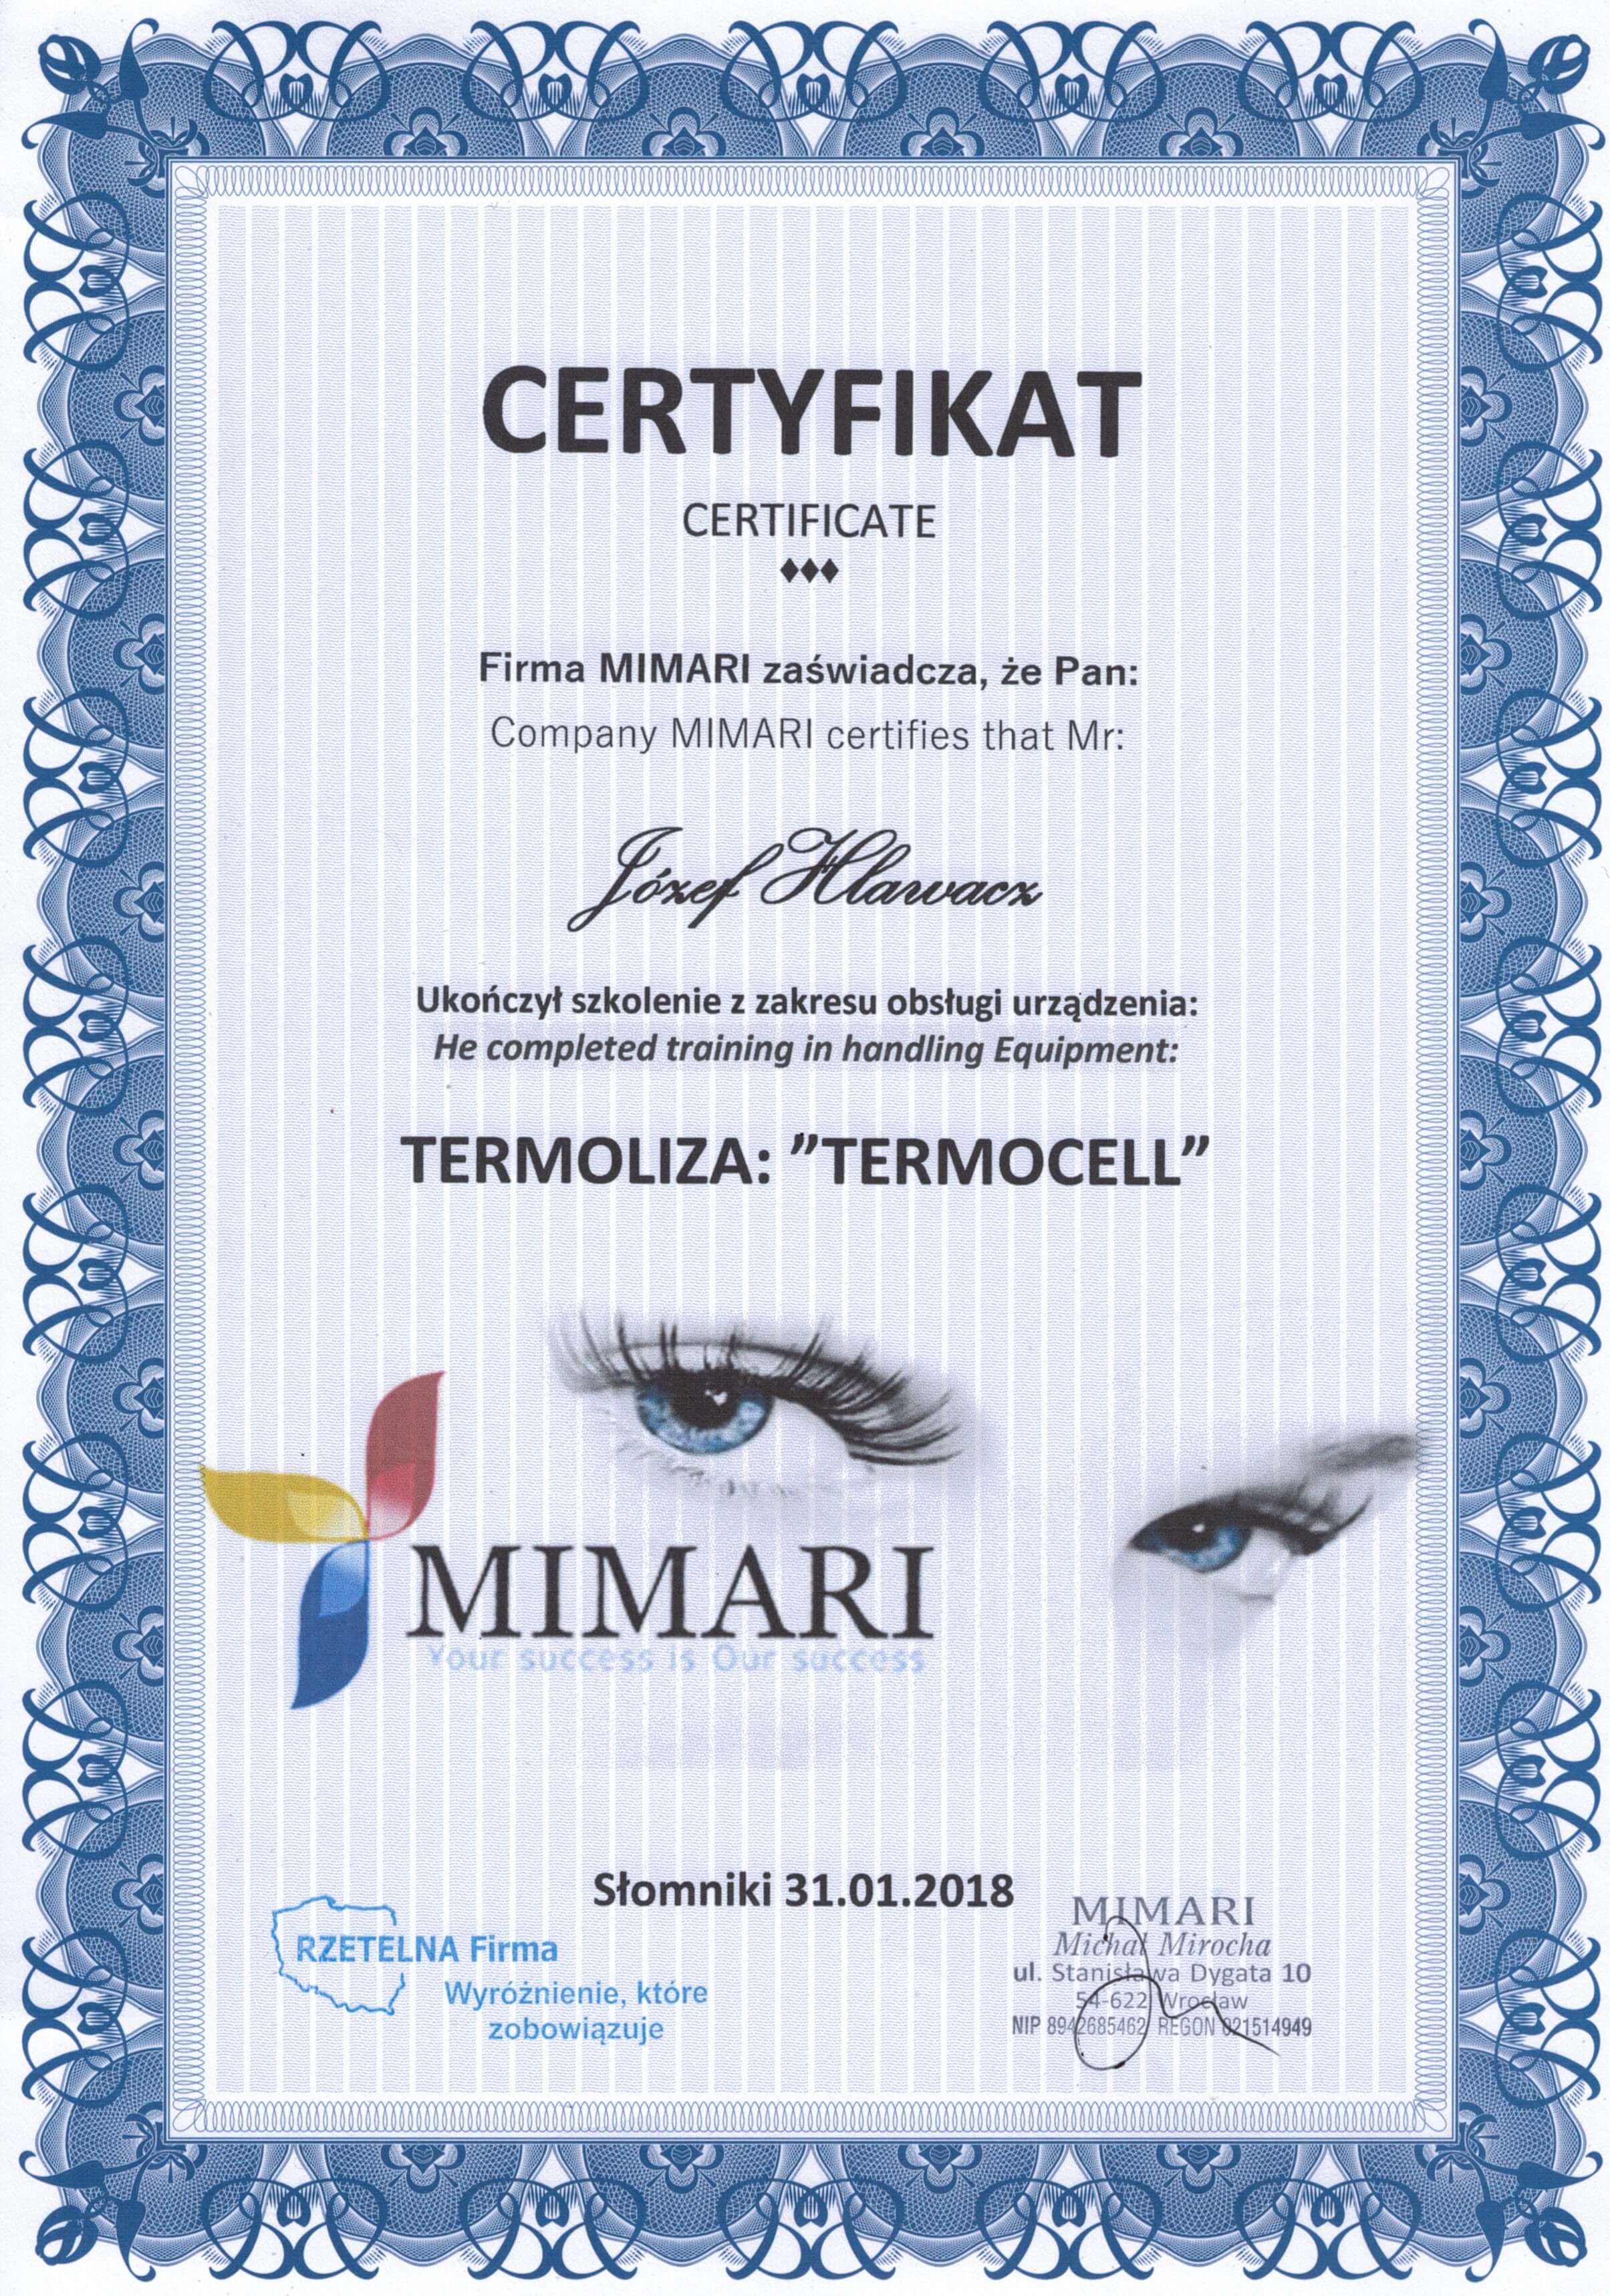 CERTYFIKAT
CERTIFICATE
♦♦♦
Firma MIMARI zaświadcza, że Pan:
Company MIMARI certifies that Mr:
Józef Hlawacz
Ukończył szkolenie z zakresu obsługi urządzenia:
He completed training in handling Equipment:
TERMOLIZA: ”TERMOCELL”
MIMARI
Your success is Our success
Słomniki 31.01.2018
RZETELNA Firma
Wyróżnienie, które
zobowiązuje
MIMARI
Michał Mirocha
ul. Stanisława Dygata 10
54-622 Wrocław
NIP 8942685462 REGON 021514949